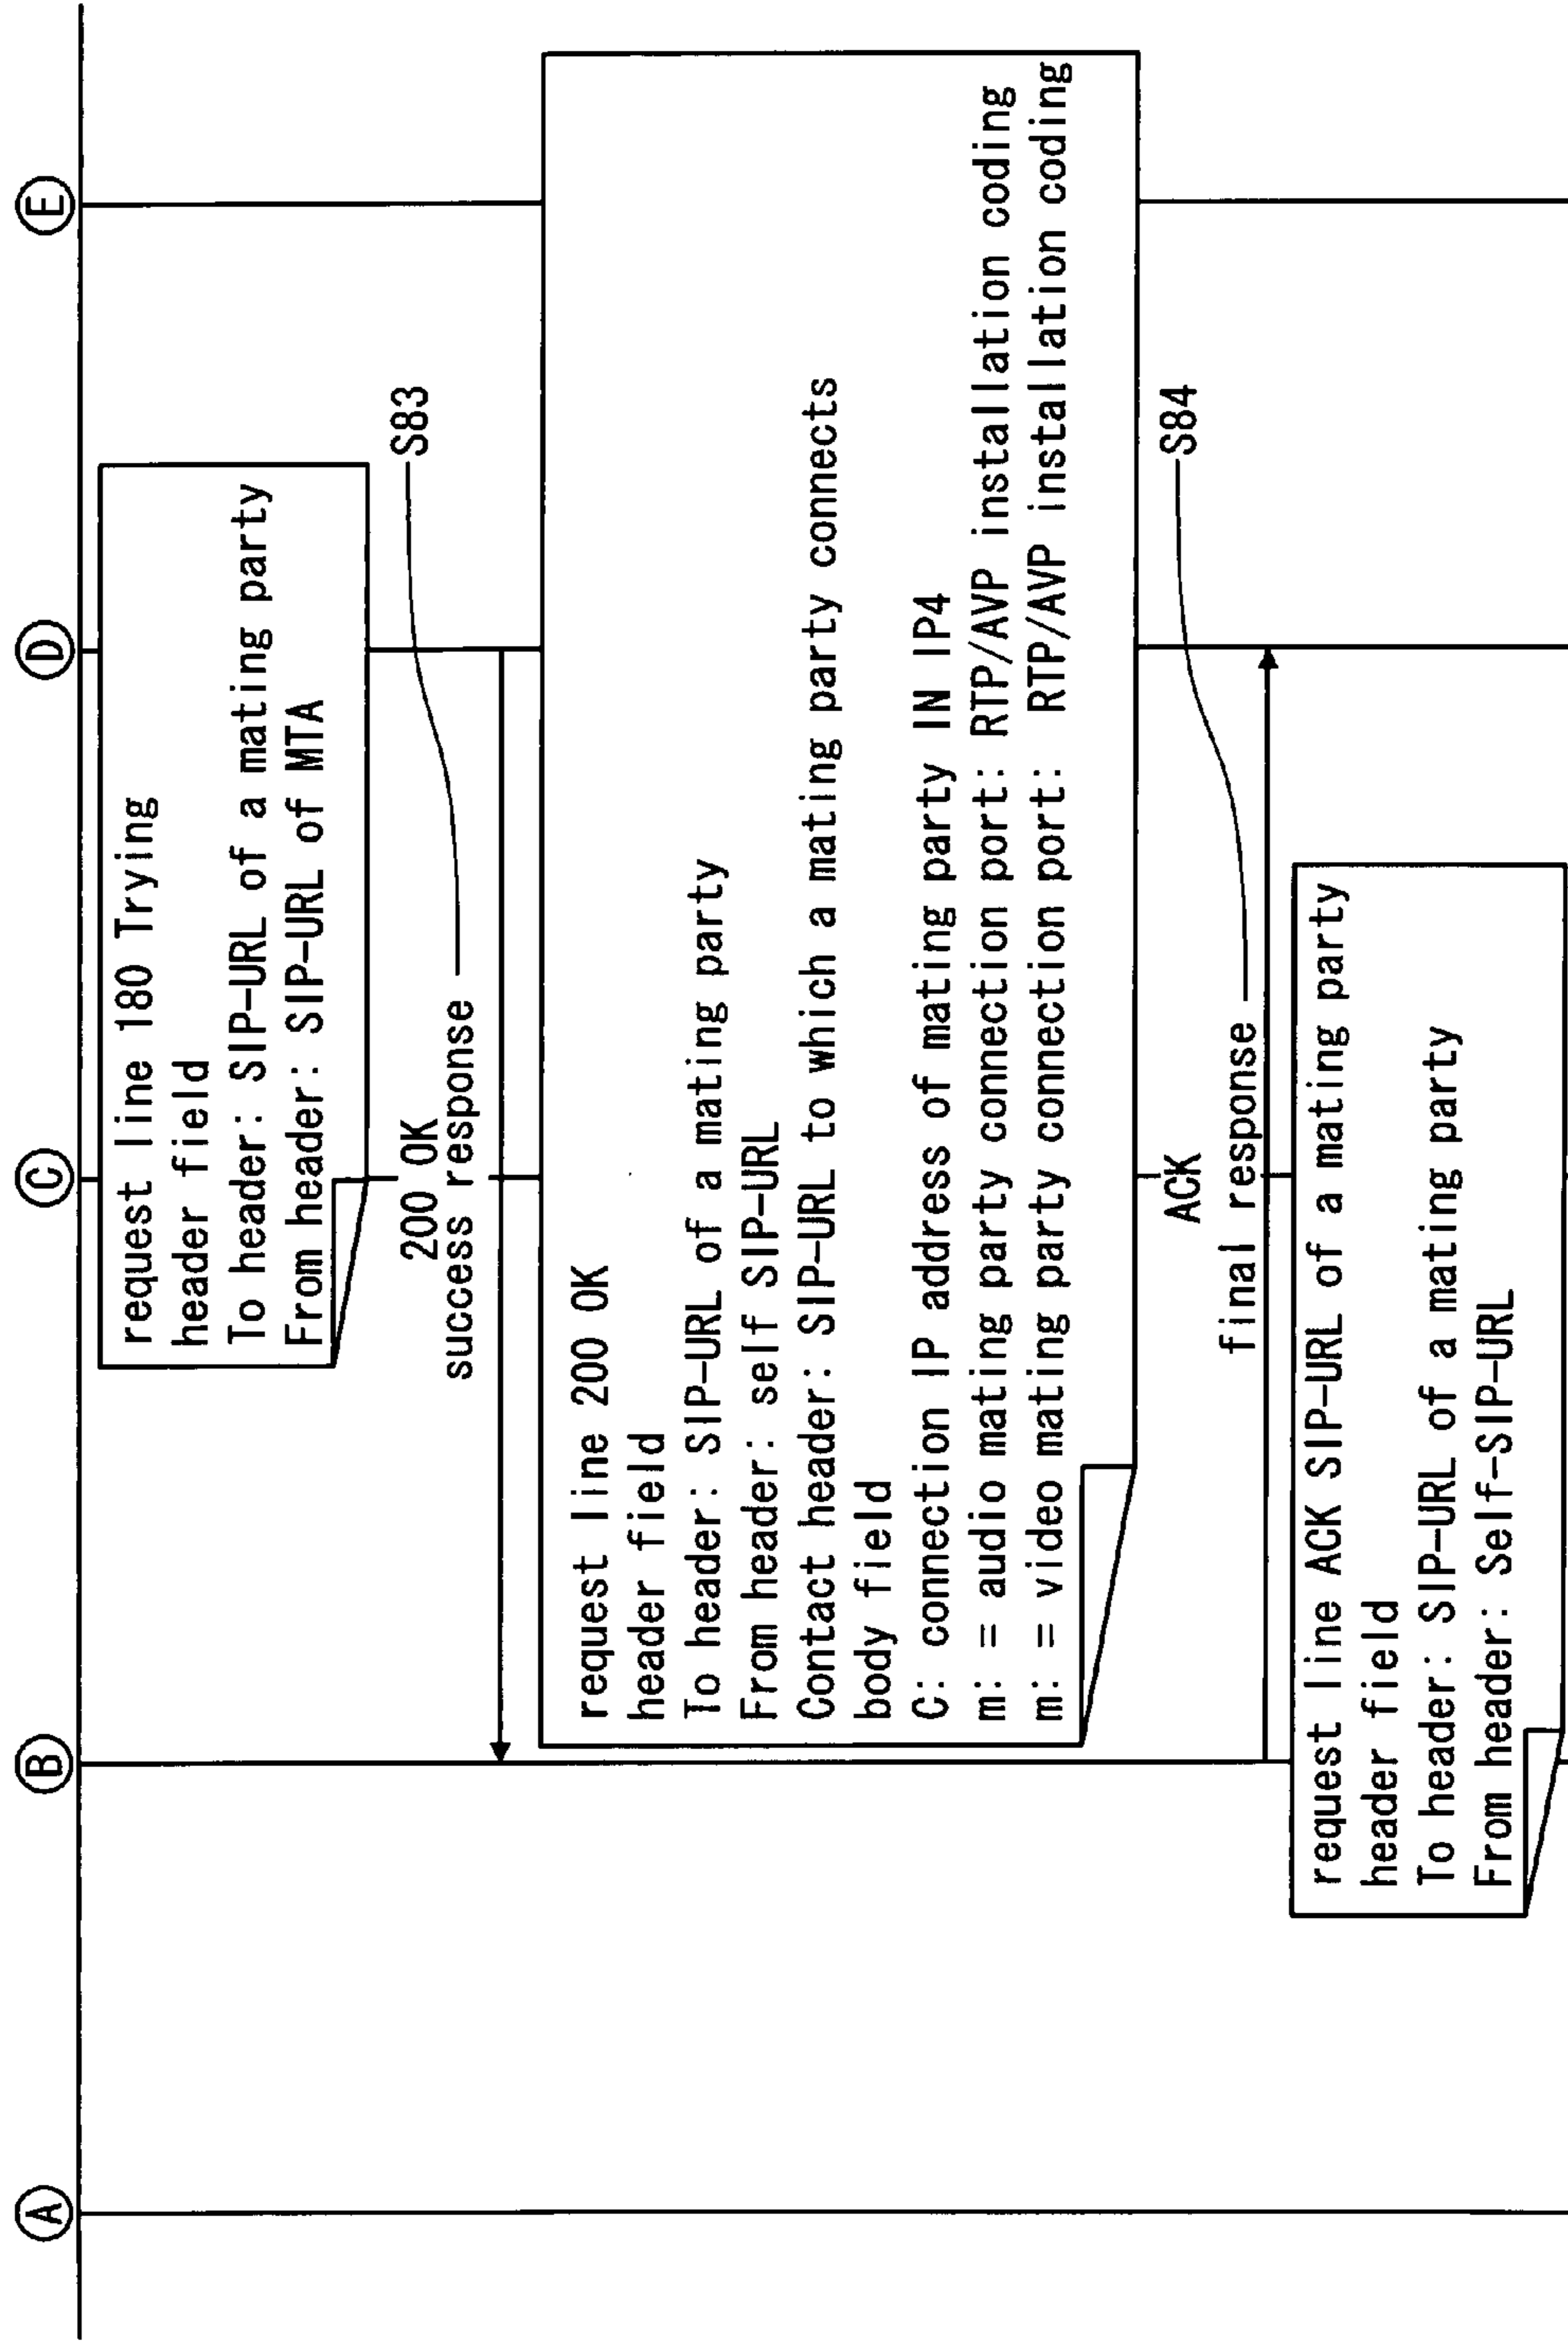 A
B
C
D
E
request line 180 Trying
header field
To header: SIP-URL of a mating party
From header: SIP-URL of MTA
200 OK
success response
S83
request line 200 OK
header field
To header: SIP-URL of a mating party
From header: self SIP-URL
Contact header: SIP-URL to which a mating party connects
body field
C: connection IP address of mating party IN IP4
m: = audio mating party connection port: RTP/AVP installation coding
m: = video mating party connection port: RTP/AVP installation coding
ACK
final response
S84
request line ACK SIP-URL of a mating party
header field
To header: SIP-URL of a mating party
From header: Self-SIP-URL